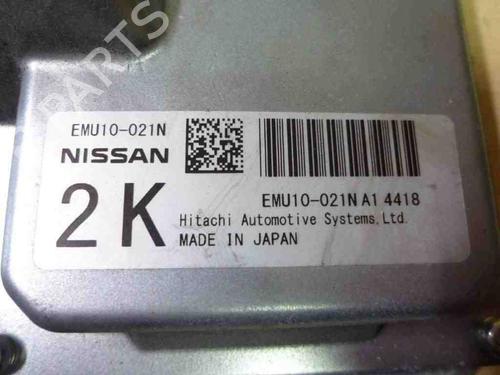 EMU10-021N
NISSAN
2K
EMU10-021N A1 4418
Hitachi Automotive Systems,Ltd.
MADE IN JAPAN